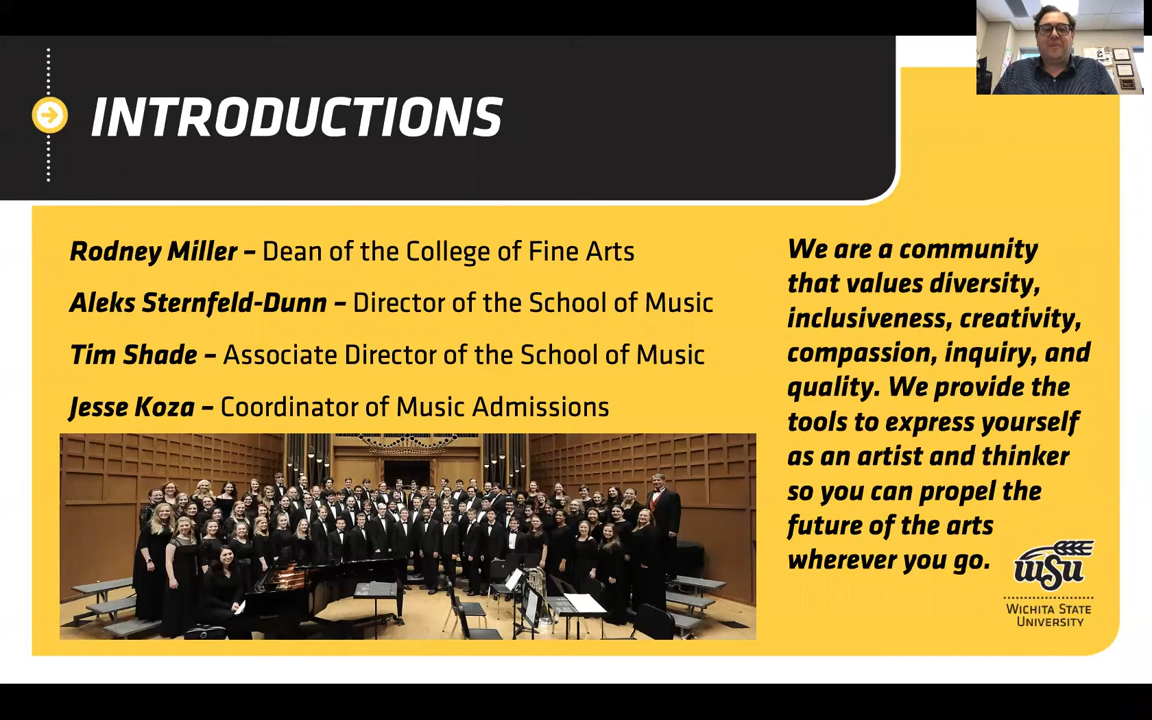 INTRODUCTIONS
Rodney Miller – Dean of the College of Fine Arts
Aleks Sternfeld-Dunn – Director of the School of Music
Tim Shade – Associate Director of the School of Music
Jesse Koza – Coordinator of Music Admissions
We are a community
that values diversity,
inclusiveness, creativity,
compassion, inquiry, and
quality. We provide the
tools to express yourself
as an artist and thinker
so you can propel the
future of the arts
wherever you go.
WSU
WICHITA STATE
UNIVERSITY